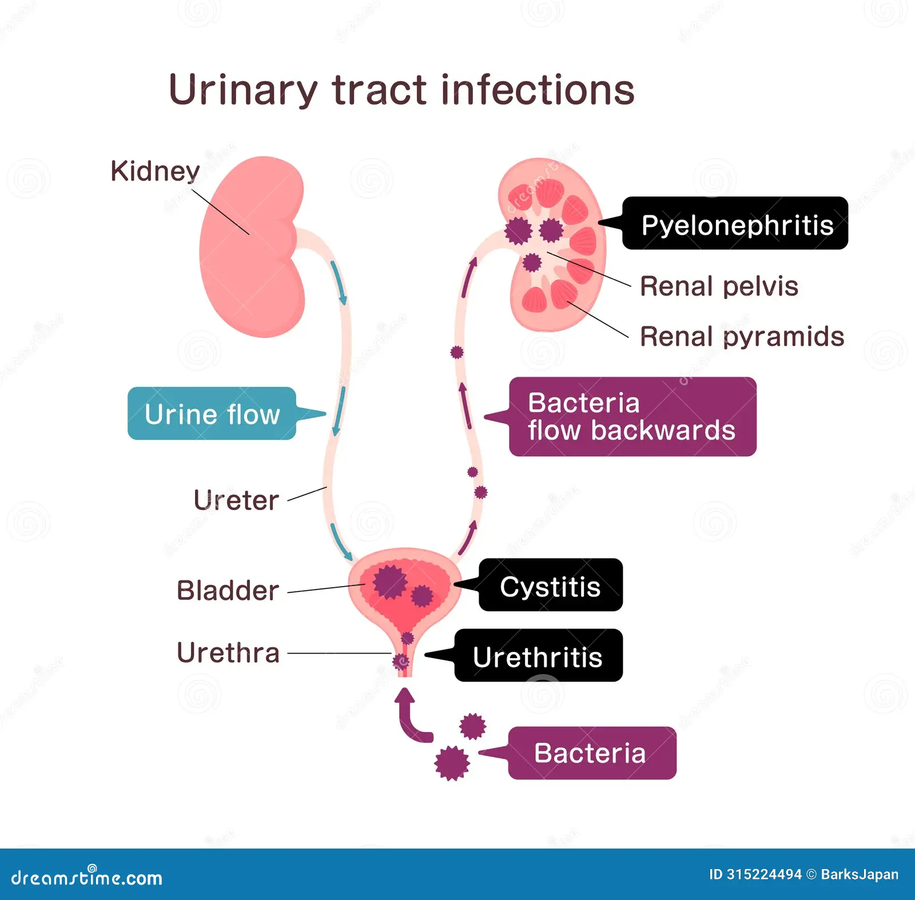 Urinary tract infections
Kidney
Pyelonephritis
Renal pelvis
Renal pyramids
Urine flow
Bacteria
flow backwards
Ureter
Bladder
Cystitis
Urethra
Urethritis
Bacteria
dreamstime.com
ID 315224494 © BarksJapan